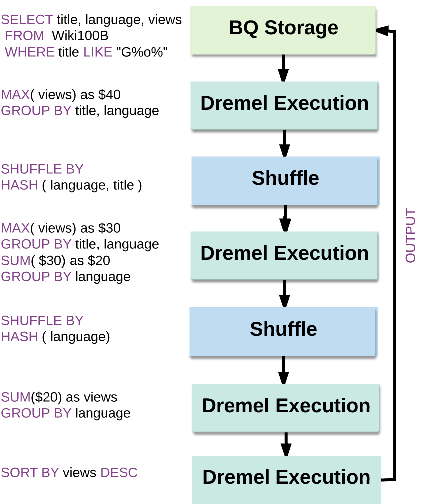 SELECT title, language, views
FROM Wiki100B
WHERE title LIKE "G%o%"
BQ Storage
MAX( views) as $40
GROUP BY title, language
Dremel Execution
SHUFFLE BY
HASH ( language, title )
Shuffle
MAX( views) as $30
GROUP BY title, language
SUM( $30) as $20
GROUP BY language
Dremel Execution
SHUFFLE BY
HASH ( language)
Shuffle
SUM($20) as views
GROUP BY language
Dremel Execution
SORT BY views DESC
Dremel Execution
OUTPUT